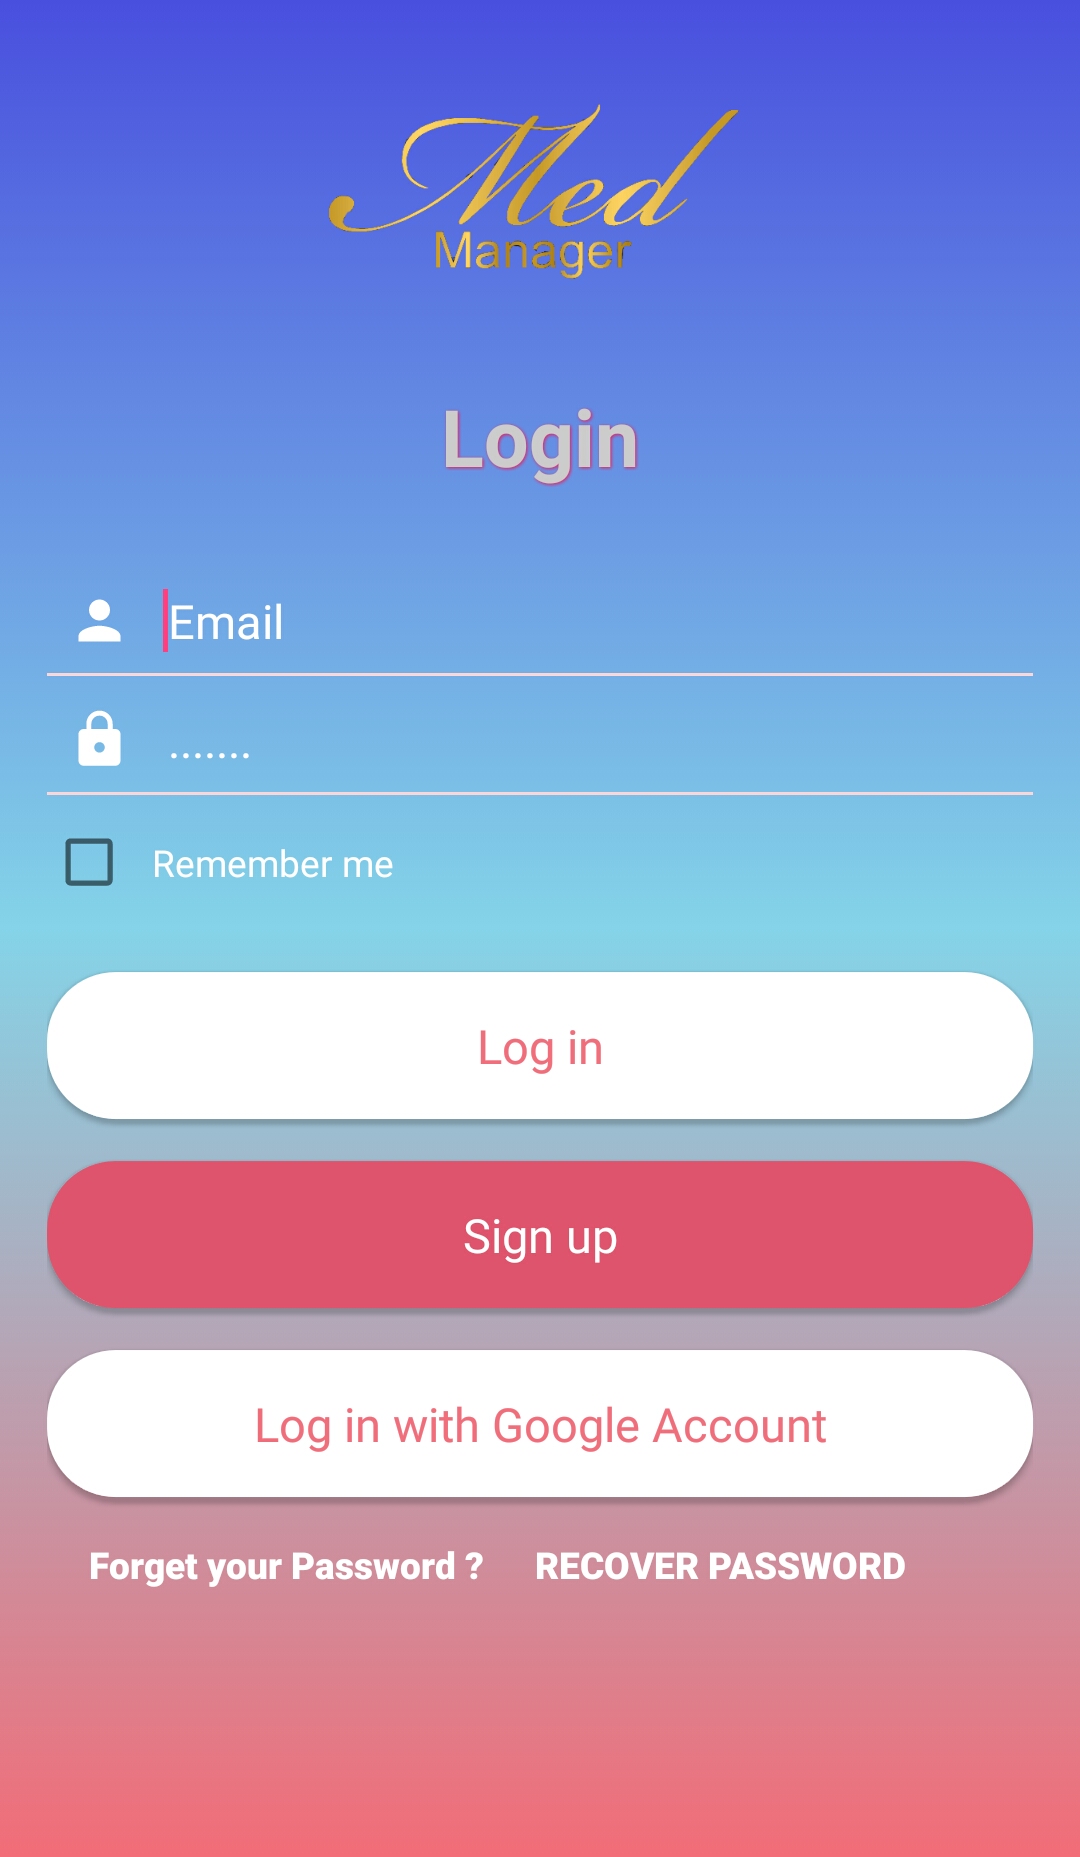 Med
Manager
Login
Email
.......
Remember me
Log in
Sign up
Log in with Google Account
Forget your Password ? RECOVER PASSWORD